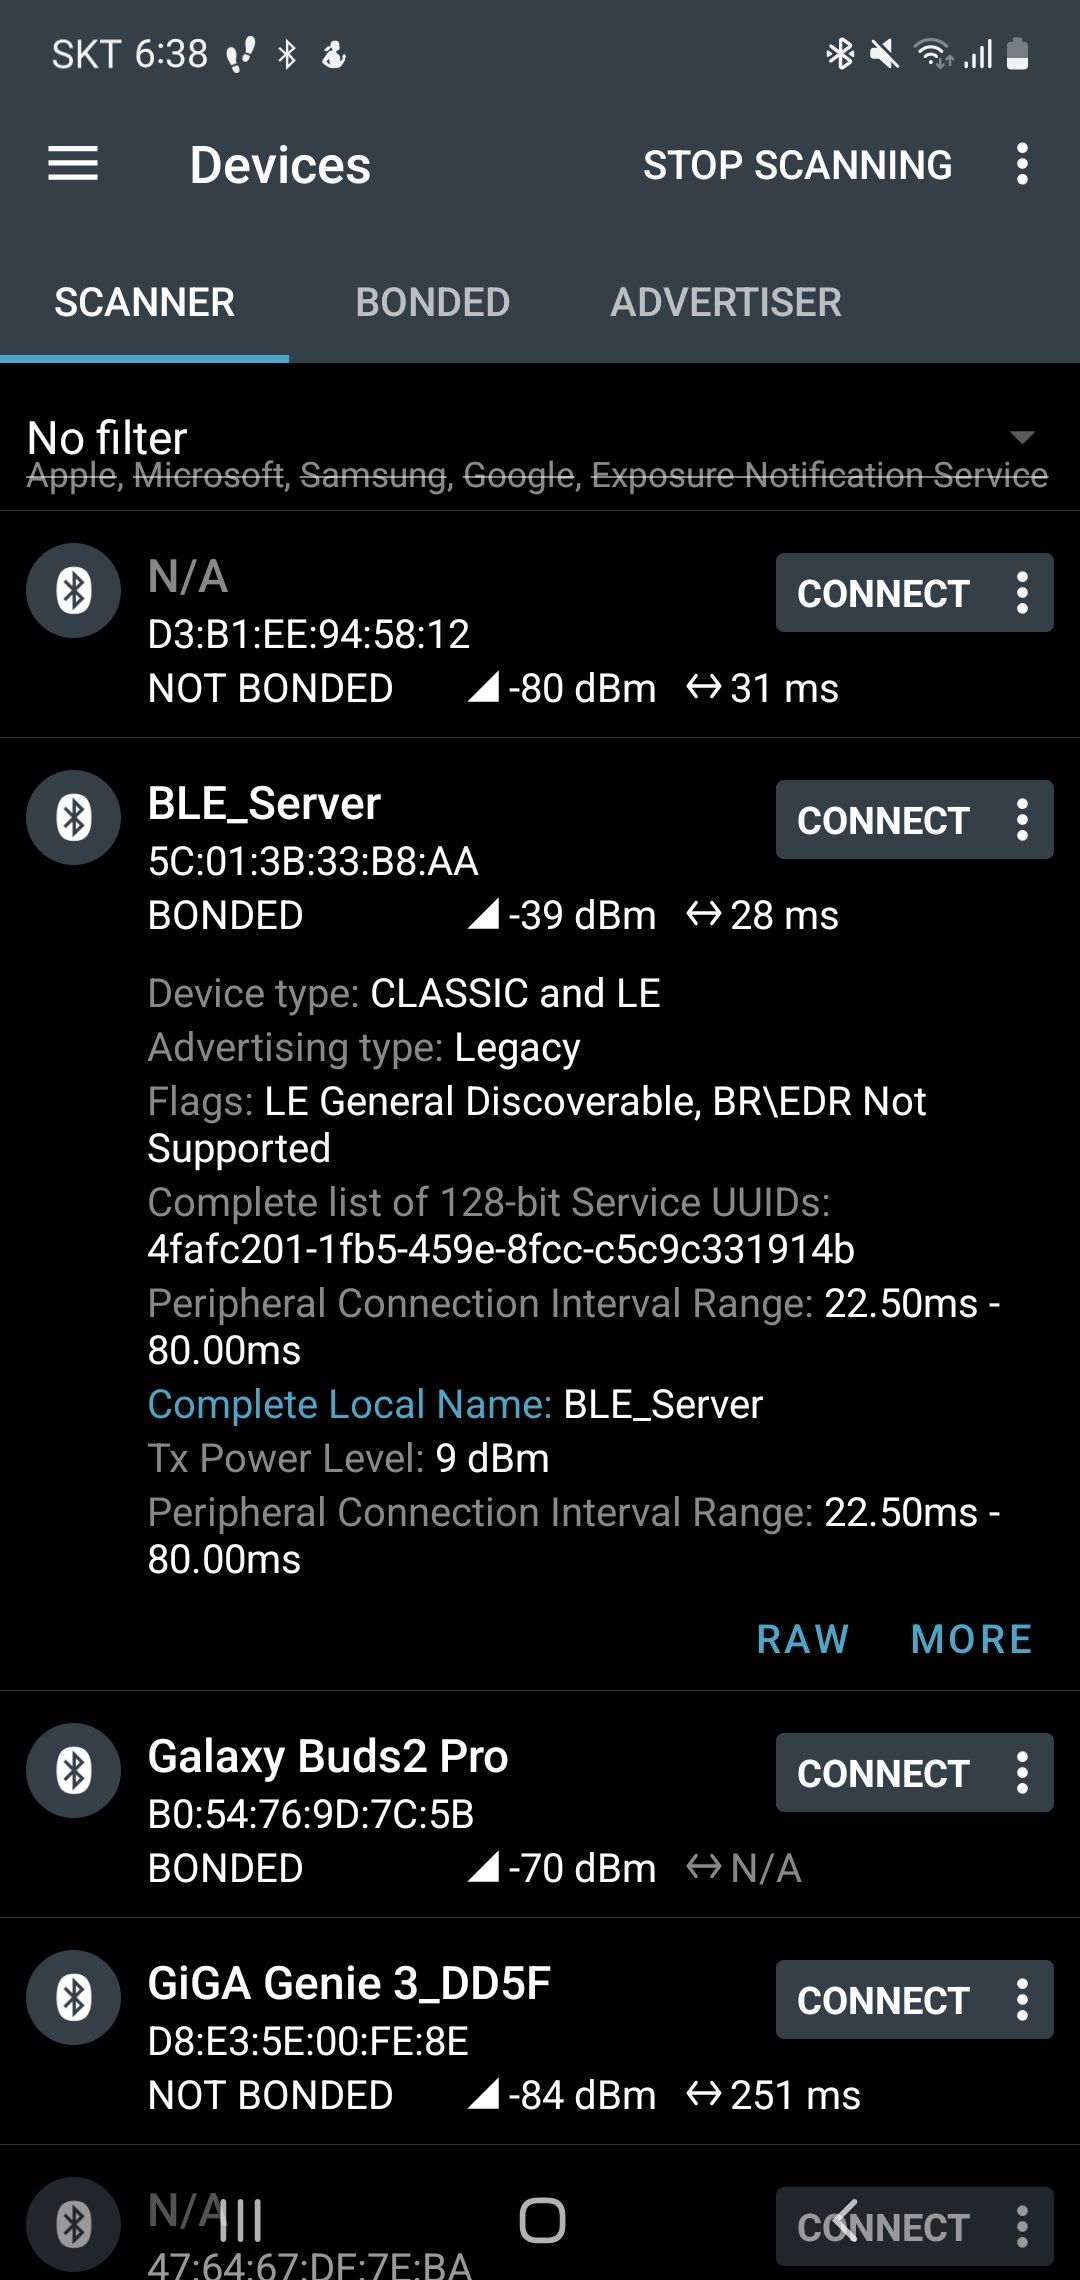 SKT 6:38
Devices
STOP SCANNING
SCANNER
BONDED
ADVERTISER
No filter
Apple, Microsoft, Samsung, Google, Exposure Notification Service
N/A
CONNECT
D3:B1:EE:94:58:12
NOT BONDED -80 dBm 31 ms
BLE_Server
CONNECT
5C:01:3B:33:B8:AA
BONDED -39 dBm 28 ms
Device type: CLASSIC and LE
Advertising type: Legacy
Flags: LE General Discoverable, BR\EDR Not
Supported
Complete list of 128-bit Service UUIDs:
4fafc201-1fb5-459e-8fcc-c5c9c331914b
Peripheral Connection Interval Range: 22.50ms -
80.00ms
Complete Local Name: BLE_Server
Tx Power Level: 9 dBm
Peripheral Connection Interval Range: 22.50ms -
80.00ms
RAW MORE
Galaxy Buds2 Pro
CONNECT
B0:54:76:9D:7C:5B
BONDED -70 dBm N/A
GiGA Genie 3_DD5F
CONNECT
D8:E3:5E:00:FE:8E
NOT BONDED -84 dBm 251 ms
N/A
CONNECT
47:64:67:DF:7E:BA